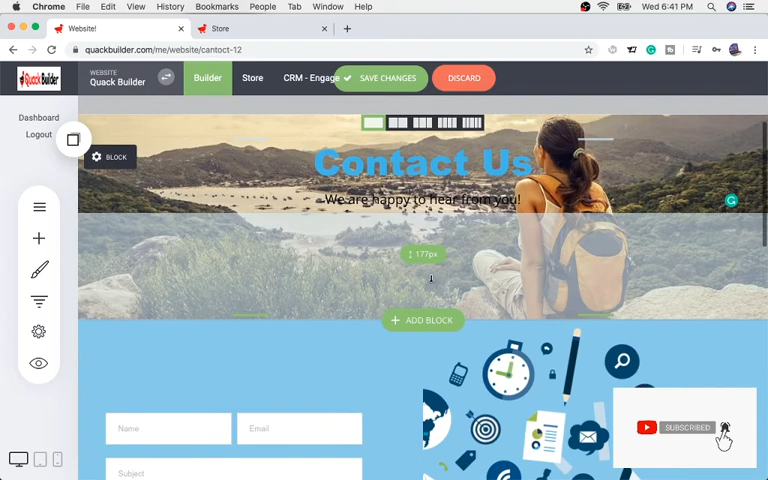 Chrome File Edit View History Bookmarks People Tab Window Help Wed 6:41 PM
Website! × Store × +
quackbuilder.com/me/website/cantoct-12
QuackBuilder WEBSITE Quack Builder Builder Store CRM - Engage SAVE CHANGES DISCARD
Dashboard
Logout
BLOCK
Contact Us
We are happy to hear from you!
177px
+ ADD BLOCK
Name Email
Subject
SUBSCRIBED